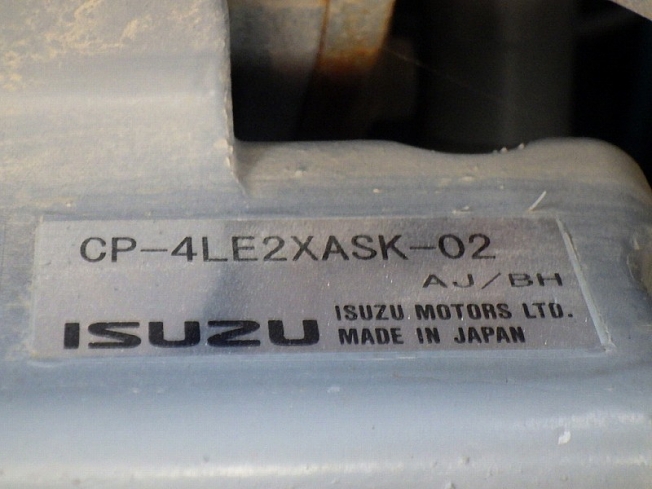 CP-4LE2XASK-02
AJ/BH
ISUZU ISUZU MOTORS LTD.
MADE IN JAPAN